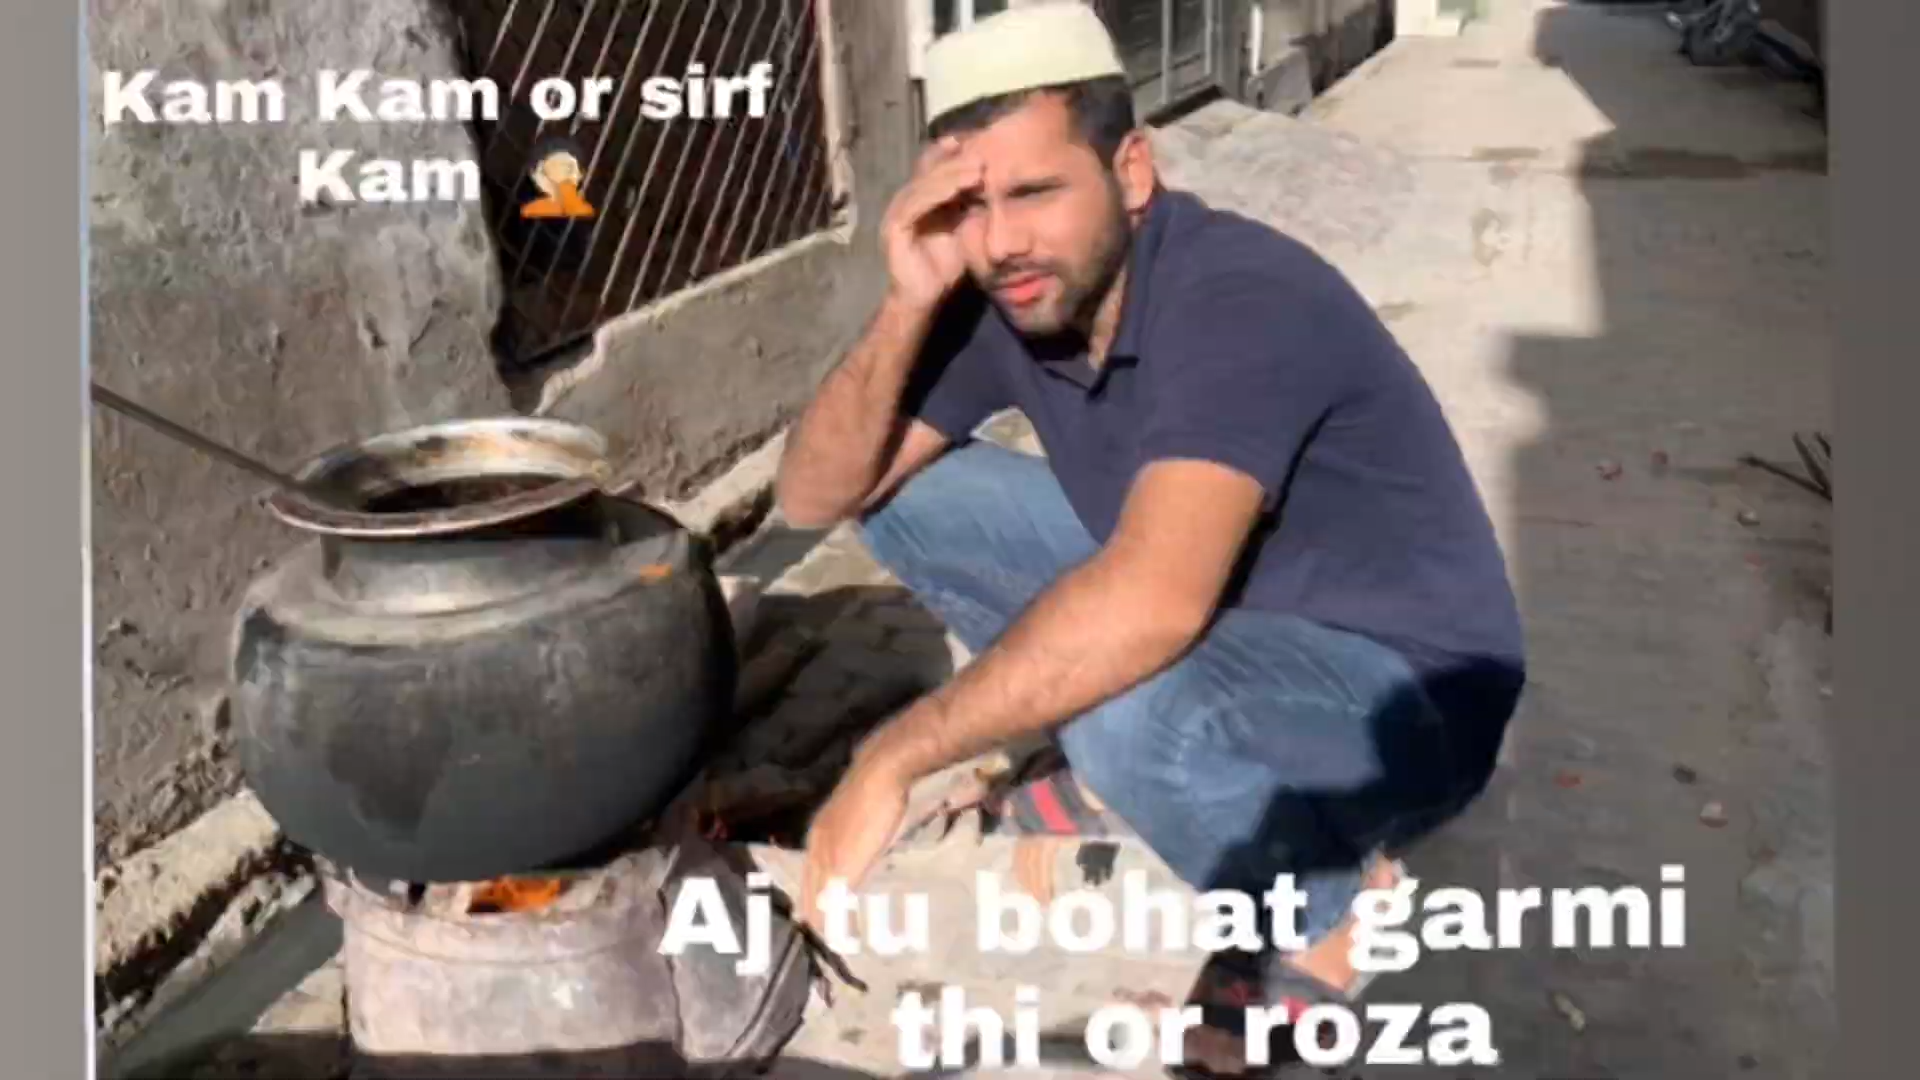 Kam Kam or sirf
Kam 🤦
Aj tu bohat garmi
thi or roza